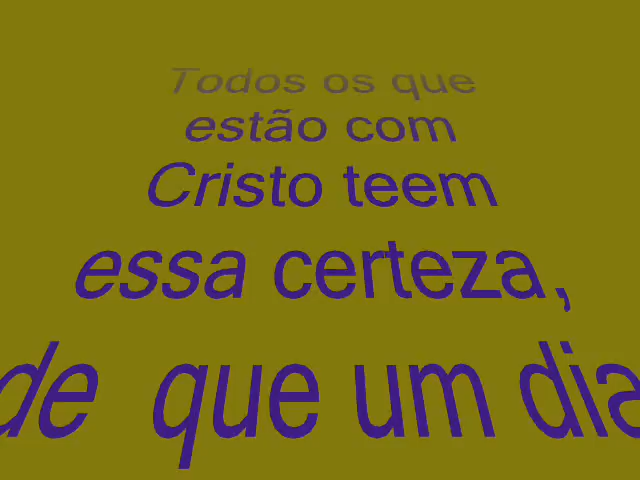 Todos os que
estão com
Cristo teem
essa certeza,
de que um dia